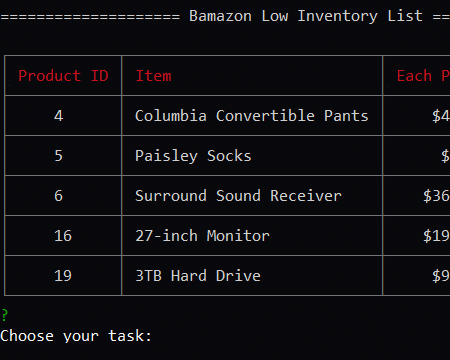 ==================== Bamazon Low Inventory List ==
Product ID Item Each P
4 Columbia Convertible Pants $4
5 Paisley Socks $
6 Surround Sound Receiver $36
16 27-inch Monitor $19
19 3TB Hard Drive $9
?
Choose your task: